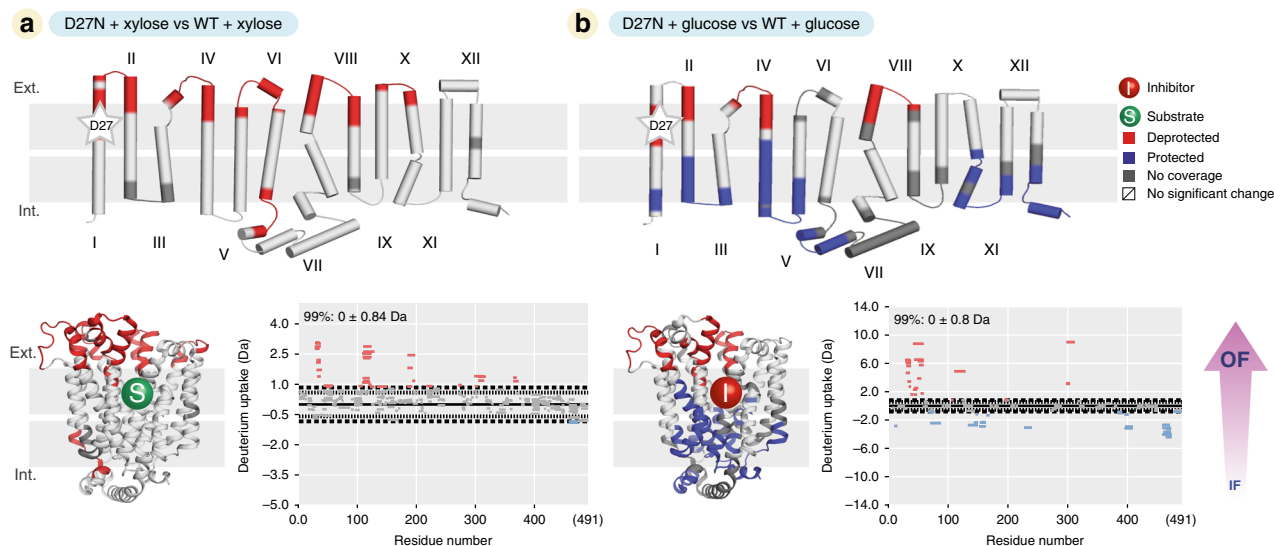 a D27N + xylose vs WT + xylose
II IV VI VIII X XII
Ext.
D27
Int.
I III V VII IX XI
b D27N + glucose vs WT + glucose
II IV VI VIII X XII
D27
I III V VII IX XI
I Inhibitor
S Substrate
Deprotected
Protected
No coverage
No significant change
Ext.
S
Int.
99%: 0 ± 0.84 Da
Deuterium uptake (Da)
4.0
2.5
1.0
−0.5
−2.0
−3.5
−5.0
0.0 100 200 300 400 (491)
Residue number
I
99%: 0 ± 0.8 Da
Deuterium uptake (Da)
14.0
10.0
6.0
2.0
−2.0
−6.0
−10.0
−14.0
0.0 100 200 300 400 (491)
Residue number
OF
IF